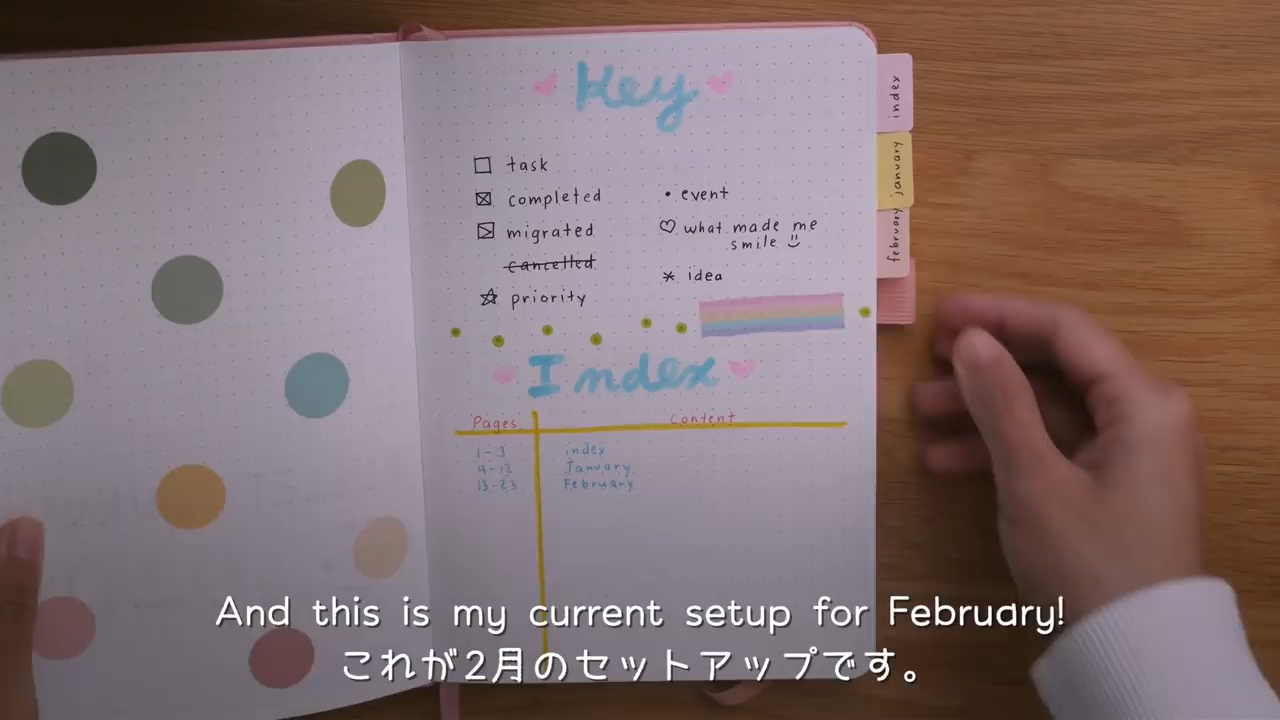 Key
task
completed
migrated
cancelled
priority
• event
♡ what made me
smile
* idea
Index
Pages Content
1-3 index
4-12 January
13-23 February
index
january
february
And this is my current setup for February!
これが2月のセットアップです。